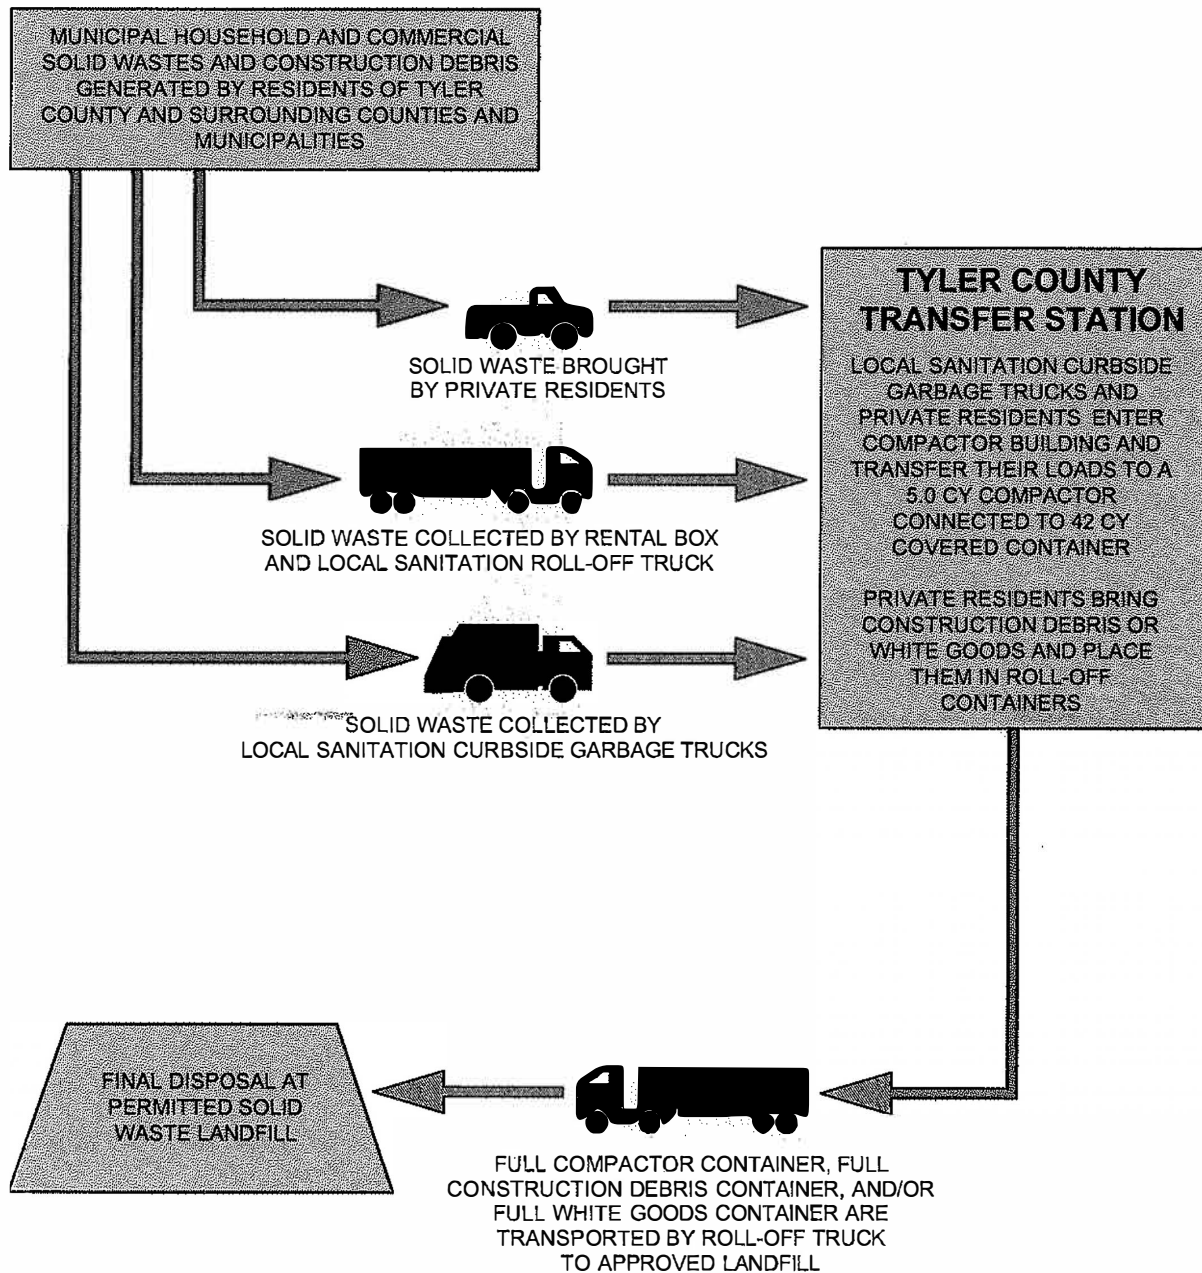 MUNICIPAL HOUSEHOLD AND COMMERCIAL
SOLID WASTES AND CONSTRUCTION DEBRIS
GENERATED BY RESIDENTS OF TYLER
COUNTY AND SURROUNDING COUNTIES AND
MUNICIPALITIES
SOLID WASTE BROUGHT
BY PRIVATE RESIDENTS
SOLID WASTE COLLECTED BY RENTAL BOX
AND LOCAL SANITATION ROLL-OFF TRUCK
SOLID WASTE COLLECTED BY
LOCAL SANITATION CURBSIDE GARBAGE TRUCKS
TYLER COUNTY
TRANSFER STATION
LOCAL SANITATION CURBSIDE
GARBAGE TRUCKS AND
PRIVATE RESIDENTS ENTER
COMPACTOR BUILDING AND
TRANSFER THEIR LOADS TO A
5.0 CY COMPACTOR
CONNECTED TO 42 CY
COVERED CONTAINER
PRIVATE RESIDENTS BRING
CONSTRUCTION DEBRIS OR
WHITE GOODS AND PLACE
THEM IN ROLL-OFF
CONTAINERS
FINAL DISPOSAL AT
PERMITTED SOLID
WASTE LANDFILL
FULL COMPACTOR CONTAINER, FULL
CONSTRUCTION DEBRIS CONTAINER, AND/OR
FULL WHITE GOODS CONTAINER ARE
TRANSPORTED BY ROLL-OFF TRUCK
TO APPROVED LANDFILL